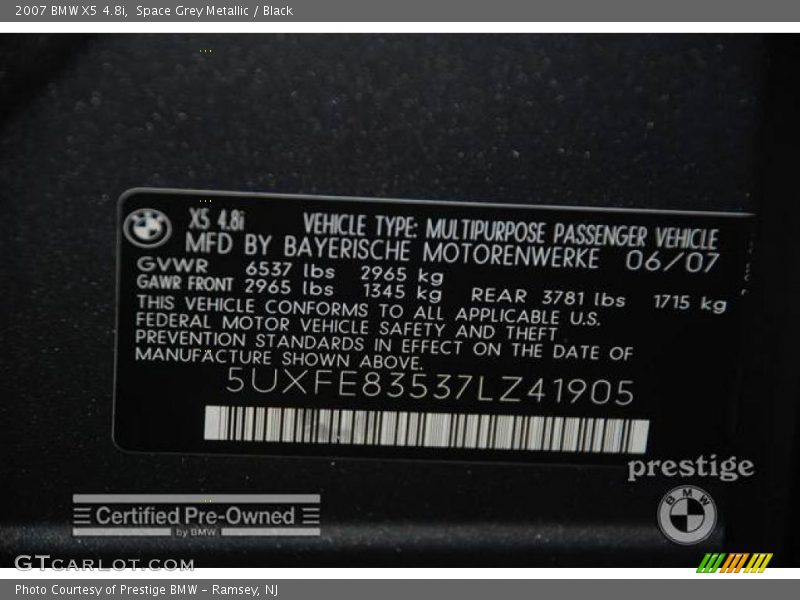 2007 BMW X5 4.8i, Space Grey Metallic / Black
X5 4.8i VEHICLE TYPE: MULTIPURPOSE PASSENGER VEHICLE
MFD BY BAYERISCHE MOTORENWERKE 06/07
GVWR 6537 lbs 2965 kg
GAWR FRONT 2965 lbs 1345 kg REAR 3781 lbs 1715 kg
THIS VEHICLE CONFORMS TO ALL APPLICABLE U.S.
FEDERAL MOTOR VEHICLE SAFETY AND THEFT
PREVENTION STANDARDS IN EFFECT ON THE DATE OF
MANUFACTURE SHOWN ABOVE.
5UXFE83537LZ41905
prestige
BMW
Certified Pre-Owned
by BMW
GTCARLOT.COM
Photo Courtesy of Prestige BMW - Ramsey, NJ